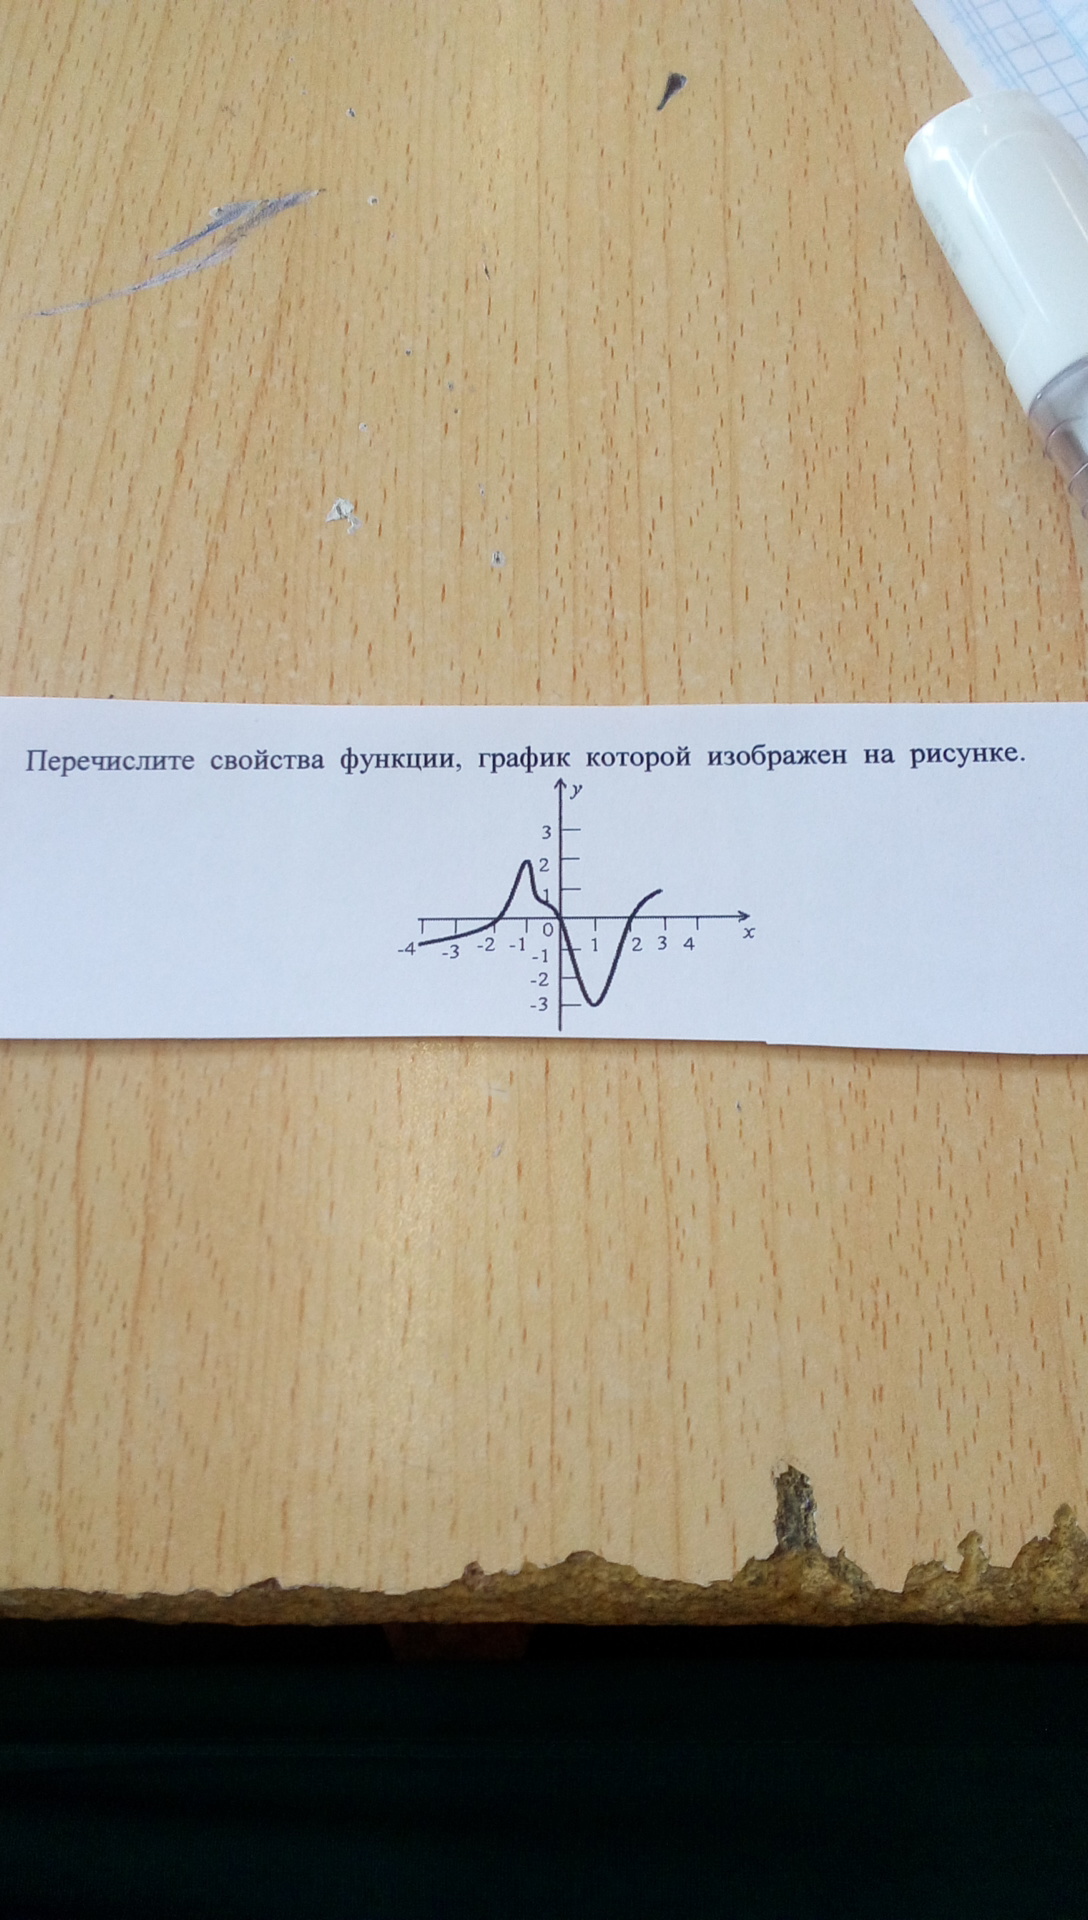 Перечислите свойства функции, график которой изображен на рисунке.
y
3
2
1
0
-4 -3 -2 -1 1 2 3 4 x
-1
-2
-3